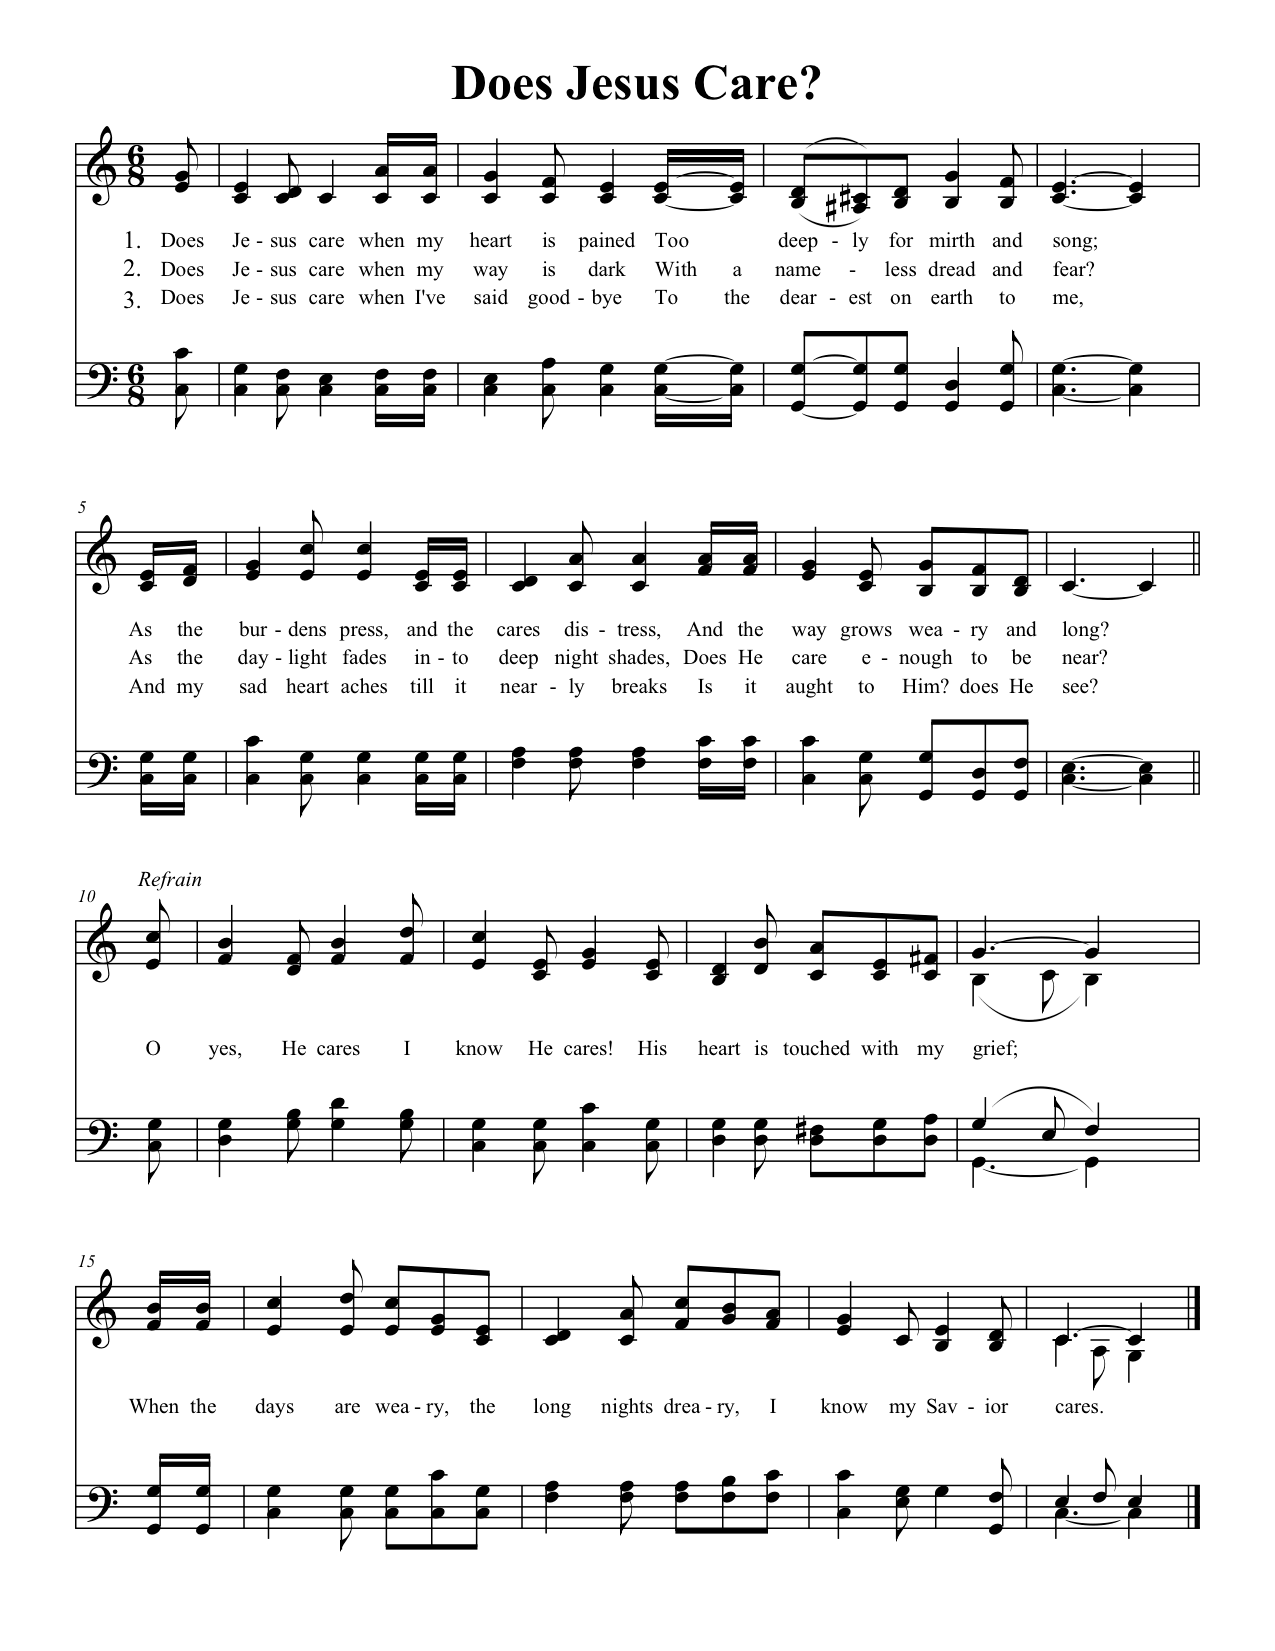 Does Jesus Care?
6 8
1. Does Je - sus care when my heart is pained Too deep - ly for mirth and song;
2. Does Je - sus care when my way is dark With a name - less dread and fear?
3. Does Je - sus care when I've said good - bye To the dear - est on earth to me,
6 8
5
As the bur - dens press, and the cares dis - tress, And the way grows wea - ry and long?
As the day - light fades in - to deep night shades, Does He care e - nough to be near?
And my sad heart aches till it near - ly breaks Is it aught to Him? does He see?
Refrain
10
O yes, He cares I know He cares! His heart is touched with my grief;
15
When the days are wea - ry, the long nights drea - ry, I know my Sav - ior cares.